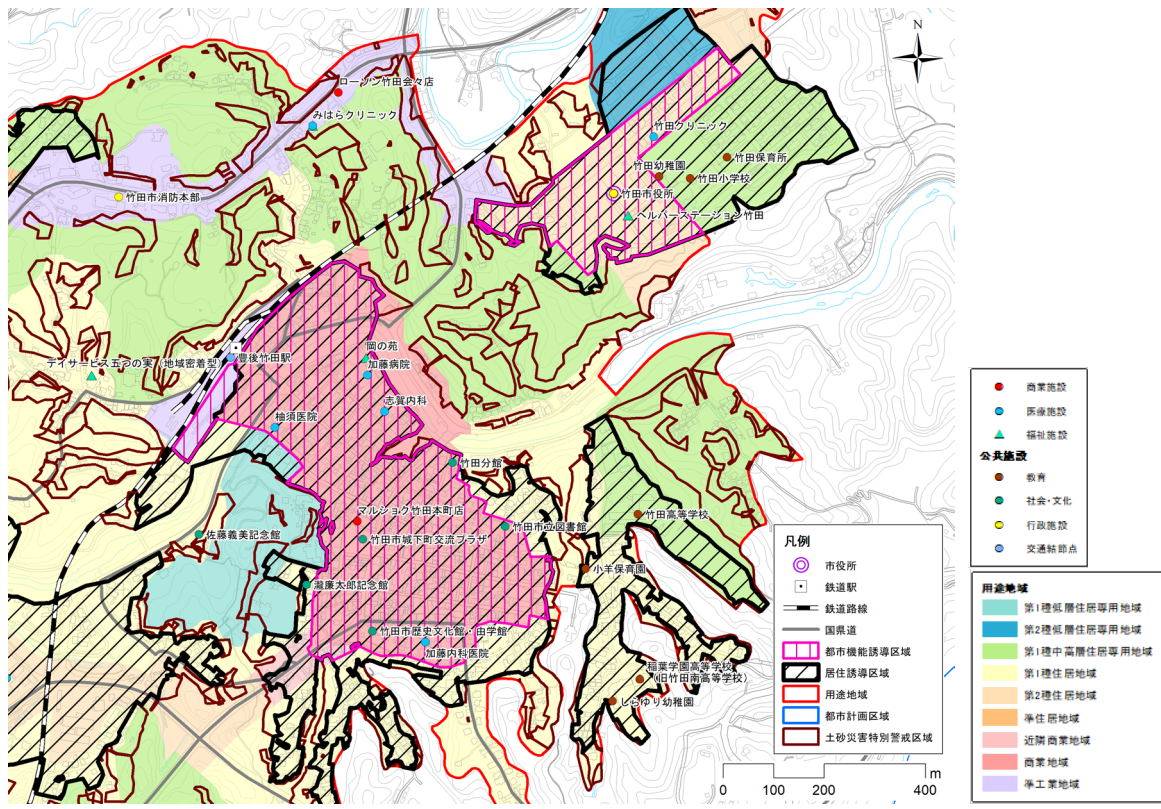 N
ローソン竹田会々店
みはらクリニック
竹田クリニック
竹田保育所
竹田幼稚園
竹田小学校
竹田市消防本部
竹田市役所
ヘルパーステーション竹田
岡の苑
デイサービス五つの実（地域密着型）
豊後竹田駅
加藤病院
志賀内科
柚須医院
竹田分館
マルショク竹田本町店
竹田高等学校
竹田市立図書館
佐藤義美記念館
竹田市城下町交流プラザ
小羊保育園
瀧廉太郎記念館
竹田市歴史文化館・由学館
加藤内科医院
稲葉学園高等学校
（旧竹田南高等学校）
しらゆり幼稚園
凡例
市役所
鉄道駅
鉄道路線
国県道
都市機能誘導区域
居住誘導区域
用途地域
都市計画区域
土砂災害特別警戒区域
0 100 200 400 m
商業施設
医療施設
福祉施設
公共施設
教育
社会・文化
行政施設
交通結節点
用途地域
第1種低層住居専用地域
第2種低層住居専用地域
第1種中高層住居専用地域
第1種住居地域
第2種住居地域
準住居地域
近隣商業地域
商業地域
準工業地域